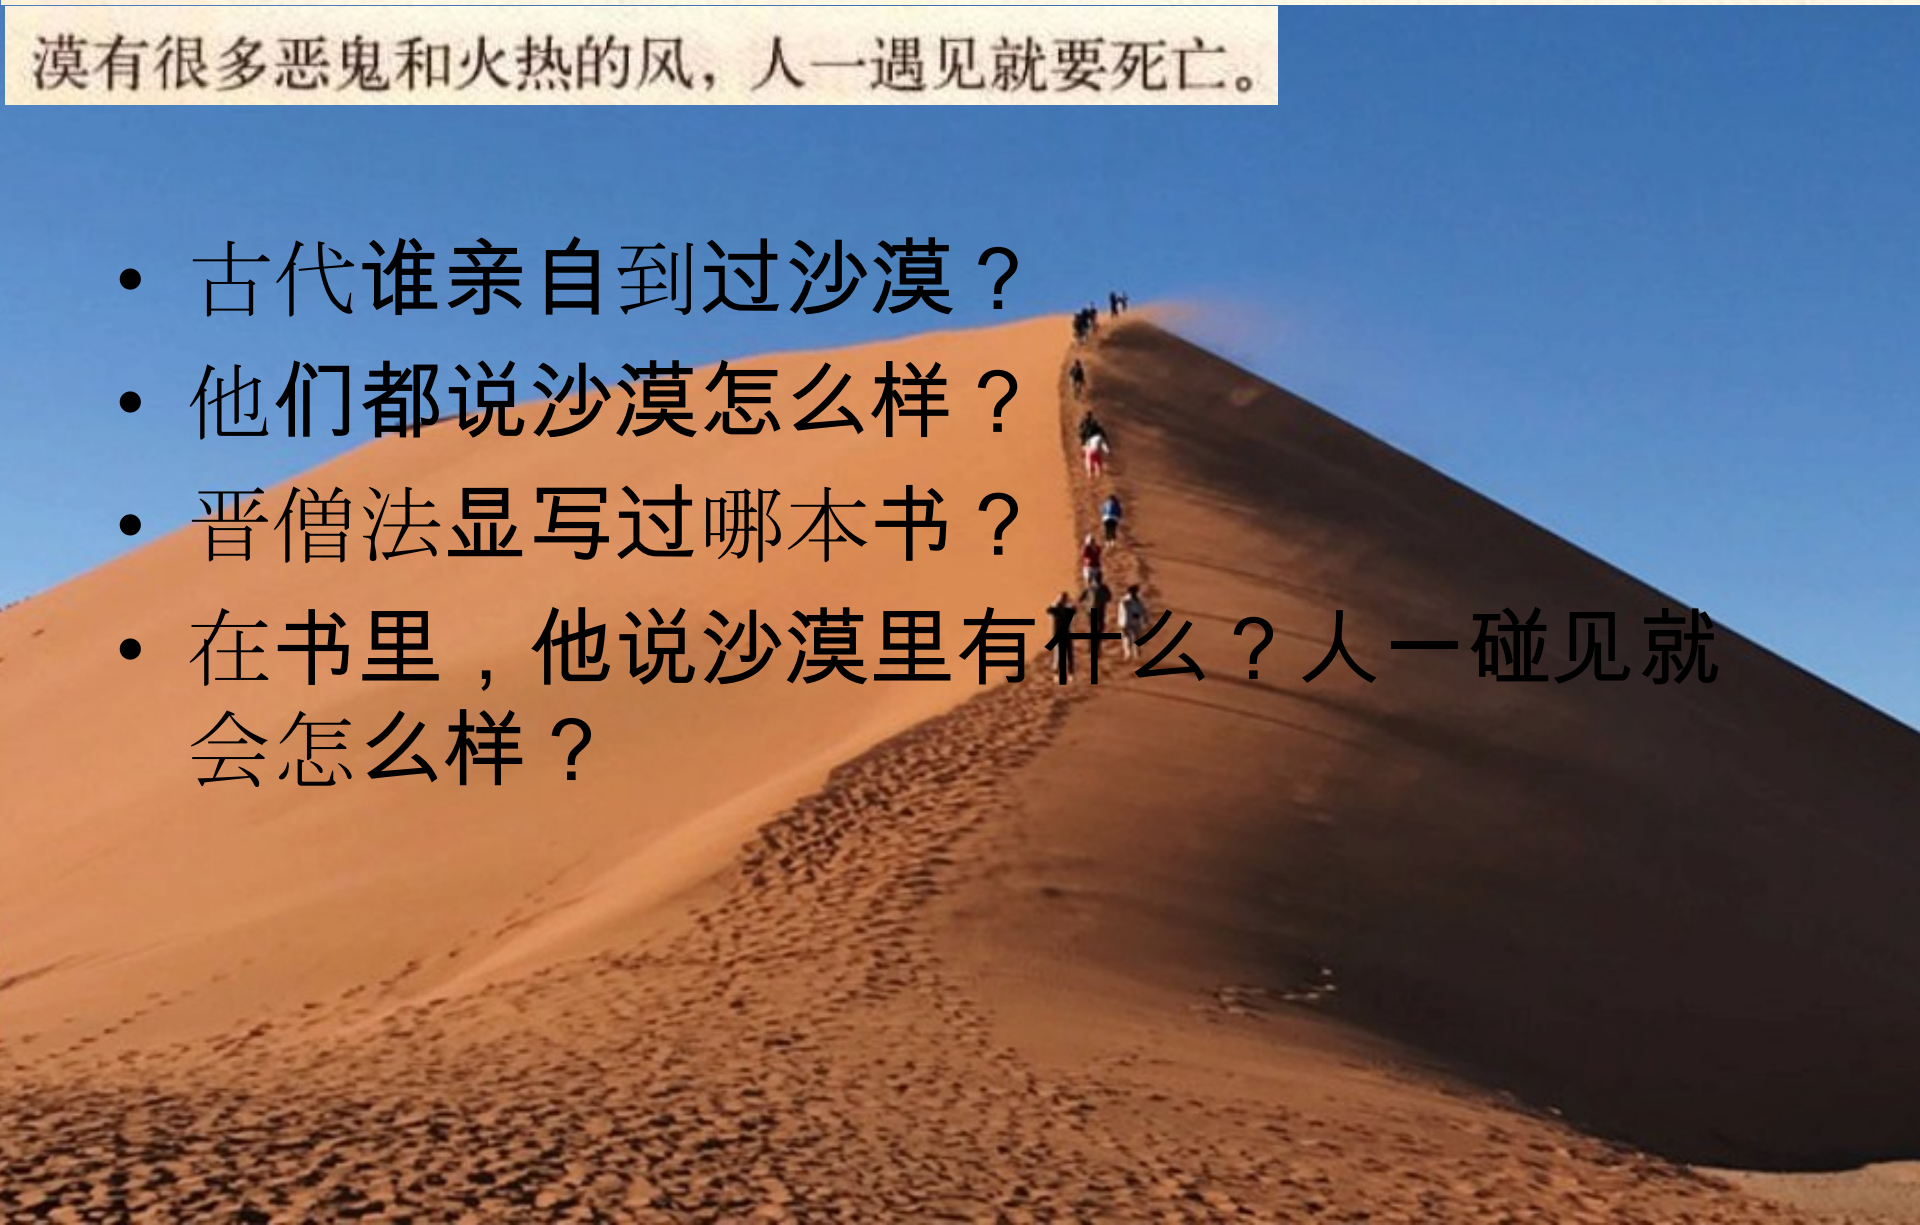 漠有很多恶鬼和火热的风，人一遇见就要死亡。
• 古代谁亲自到过沙漠？
• 他们都说沙漠怎么样？
• 晋僧法显写过哪本书？
• 在书里，他说沙漠里有什么？人一碰见就
会怎么样？